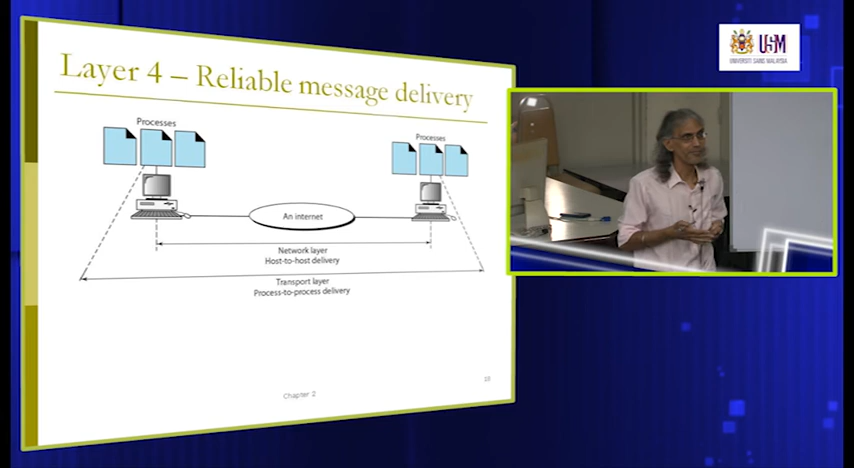 Layer 4 – Reliable message delivery
Processes
Processes
An internet
Network layer
Host-to-host delivery
Transport layer
Process-to-process delivery
Chapter 2
USM
UNIVERSITI SAINS MALAYSIA